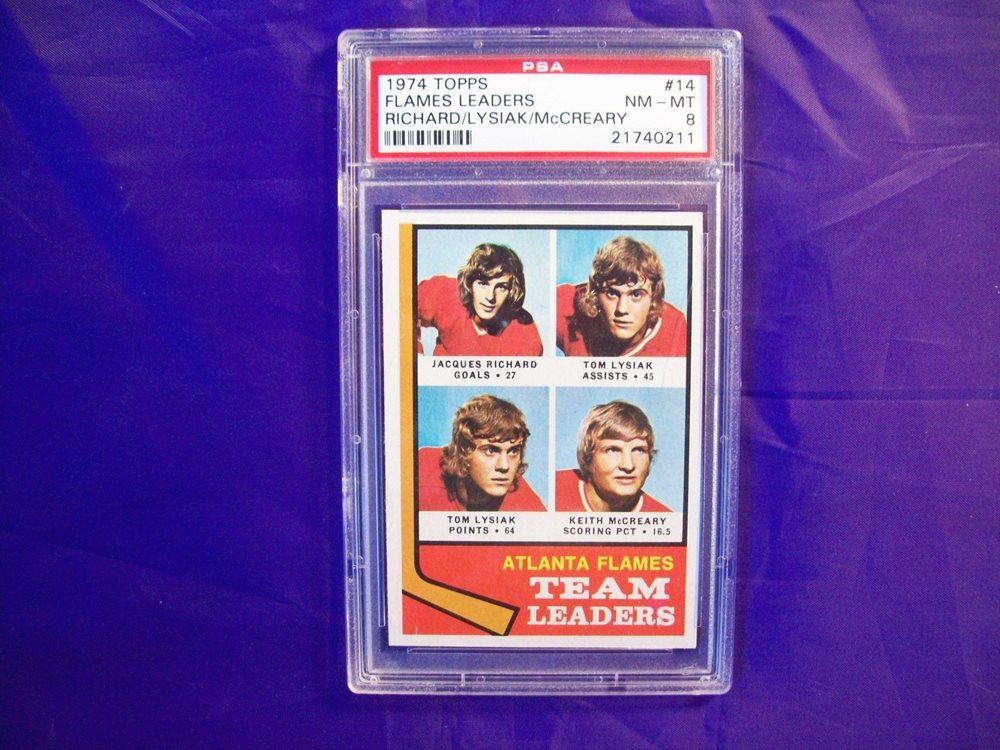 PSA
1974 TOPPS #14
FLAMES LEADERS NM - MT
RICHARD/LYSIAK/McCREARY 8
21740211
JACQUES RICHARD
GOALS • 27
TOM LYSIAK
ASSISTS • 45
TOM LYSIAK
POINTS • 64
KEITH McCREARY
SCORING PCT • 16.5
ATLANTA FLAMES
TEAM
LEADERS